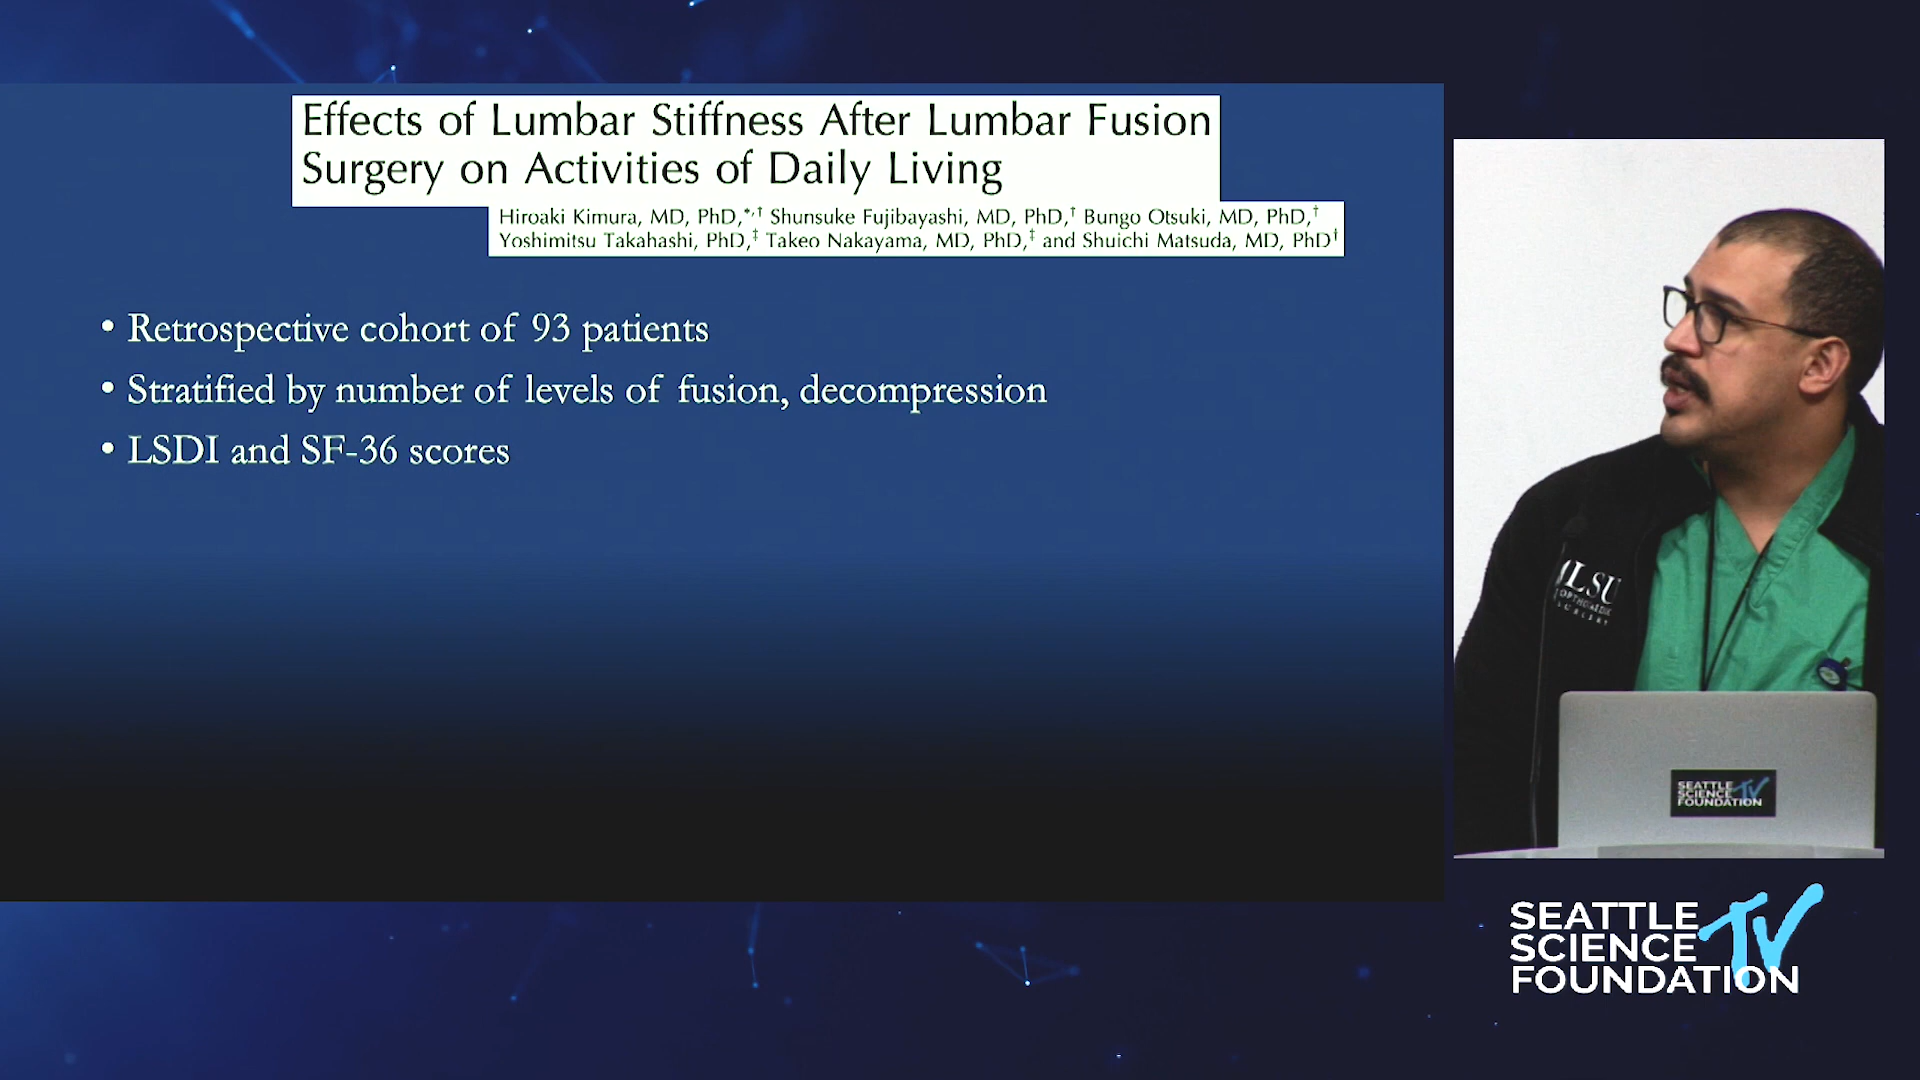 Effects of Lumbar Stiffness After Lumbar Fusion
Surgery on Activities of Daily Living
Hiroaki Kimura, MD, PhD,*,† Shunsuke Fujibayashi, MD, PhD,† Bungo Otsuki, MD, PhD,†
Yoshimitsu Takahashi, PhD,‡ Takeo Nakayama, MD, PhD,‡ and Shuichi Matsuda, MD, PhD†
• Retrospective cohort of 93 patients
• Stratified by number of levels of fusion, decompression
• LSDI and SF-36 scores
LSU
ORTHOPAEDIC
SURGERY
SEATTLE
SCIENCE TV
FOUNDATION
SEATTLE
SCIENCE TV
FOUNDATION